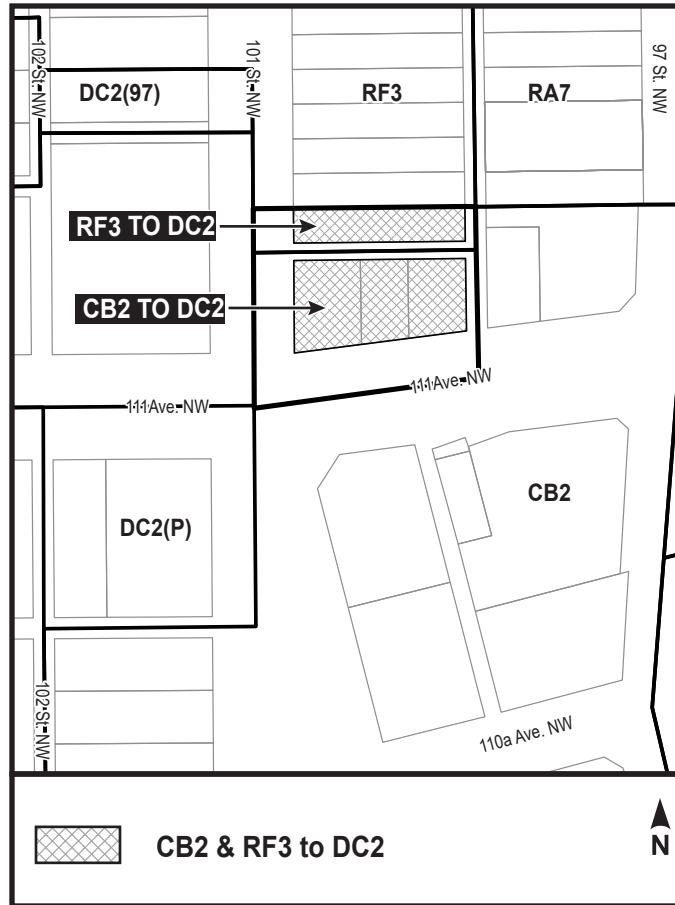 102 St. NW
101 St. NW
97 St. NW
DC2(97)
RF3
RA7
RF3 TO DC2
CB2 TO DC2
111 Ave. NW
111 Ave. NW
DC2(P)
CB2
102 St. NW
110a Ave. NW
CB2 & RF3 to DC2
N